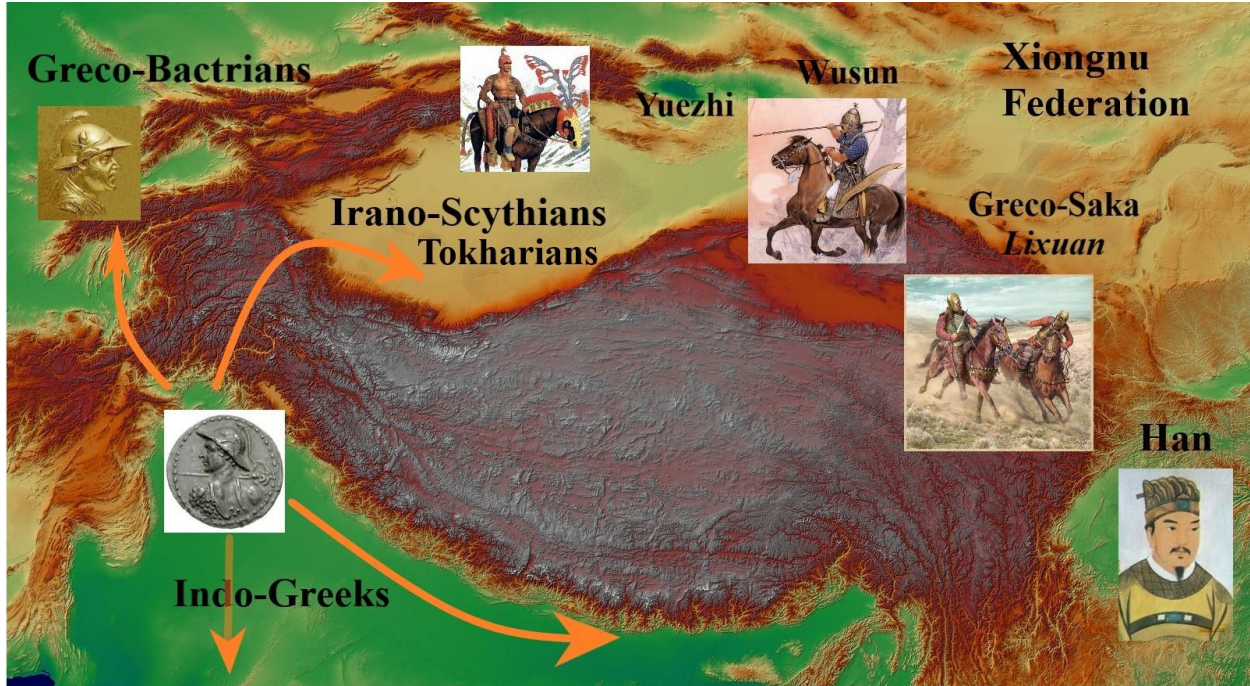 Greco-Bactrians
Wusun
Xiongnu
Federation
Yuezhi
Irano-Scythians
Tokharians
Greco-Saka
Lixuan
Han
Indo-Greeks